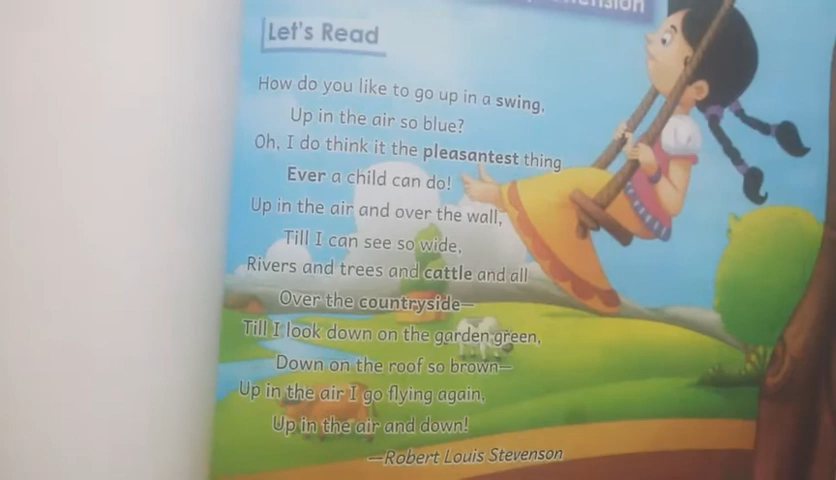 Let's Read
How do you like to go up in a swing,
Up in the air so blue?
Oh, I do think it the pleasantest thing
Ever a child can do!
Up in the air and over the wall,
Till I can see so wide,
Rivers and trees and cattle and all
Over the countryside—
Till I look down on the garden green,
Down on the roof so brown—
Up in the air I go flying again,
Up in the air and down!
—Robert Louis Stevenson